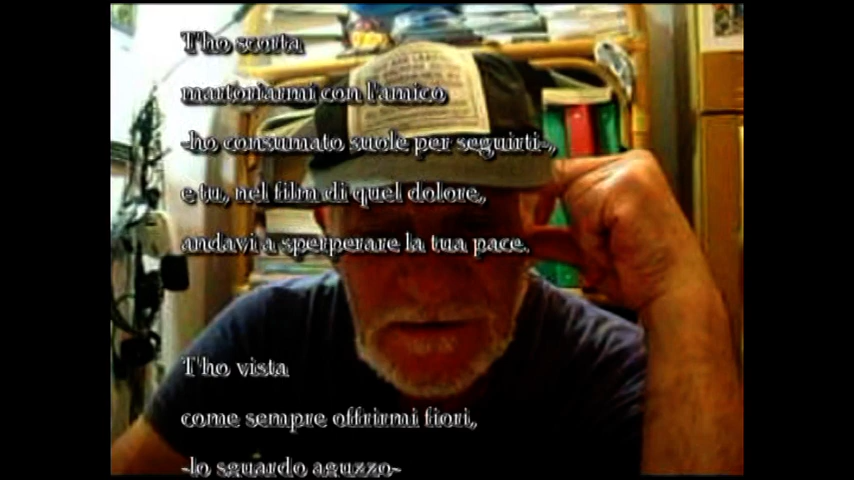 T'ho scorta
martoriarmi con l'amico
-ho consumato suole per seguirti-,
e tu, nel film di quel dolore,
andavi a sperperare la tua pace.
T'ho vista
come sempre offrirmi fiori,
-lo sguardo aguzzo-